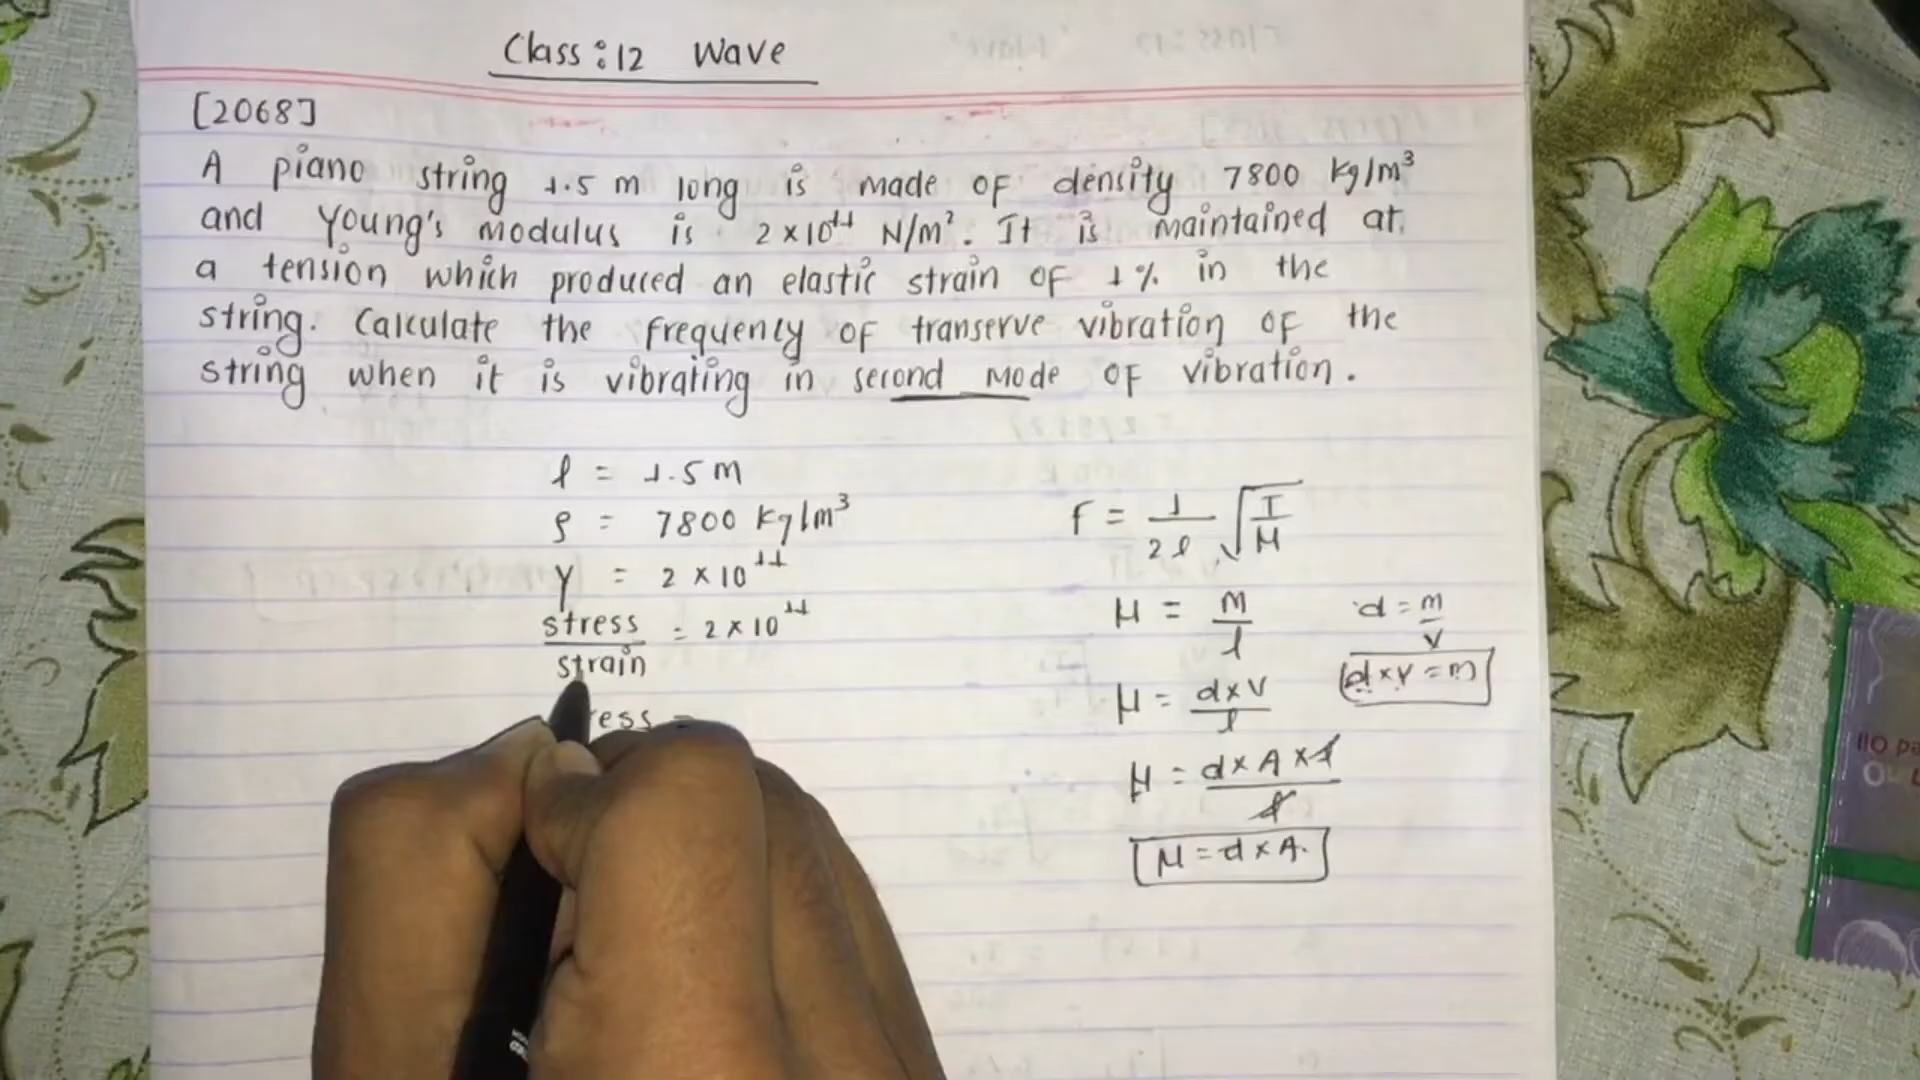 Class:12 Wave
[2068]
A piano string 1.5 m long is made of density 7800 kg/m³
and Young's modulus is 2×10¹¹ N/m². It is maintained at
a tension which produced an elastic strain of 1% in the
string. Calculate the frequency of transerve vibration of the
string when it is vibrating in second mode of vibration.
l = 1.5 m
ρ = 7800 kg/m³
Y = 2 × 10¹¹
stress/strain = 2 × 10¹¹
ress =
f = 1/2l √T/μ
μ = m/l
d = m/v
d×v = m
μ = d×v/l
μ = d×A×l/l
μ = d×A.